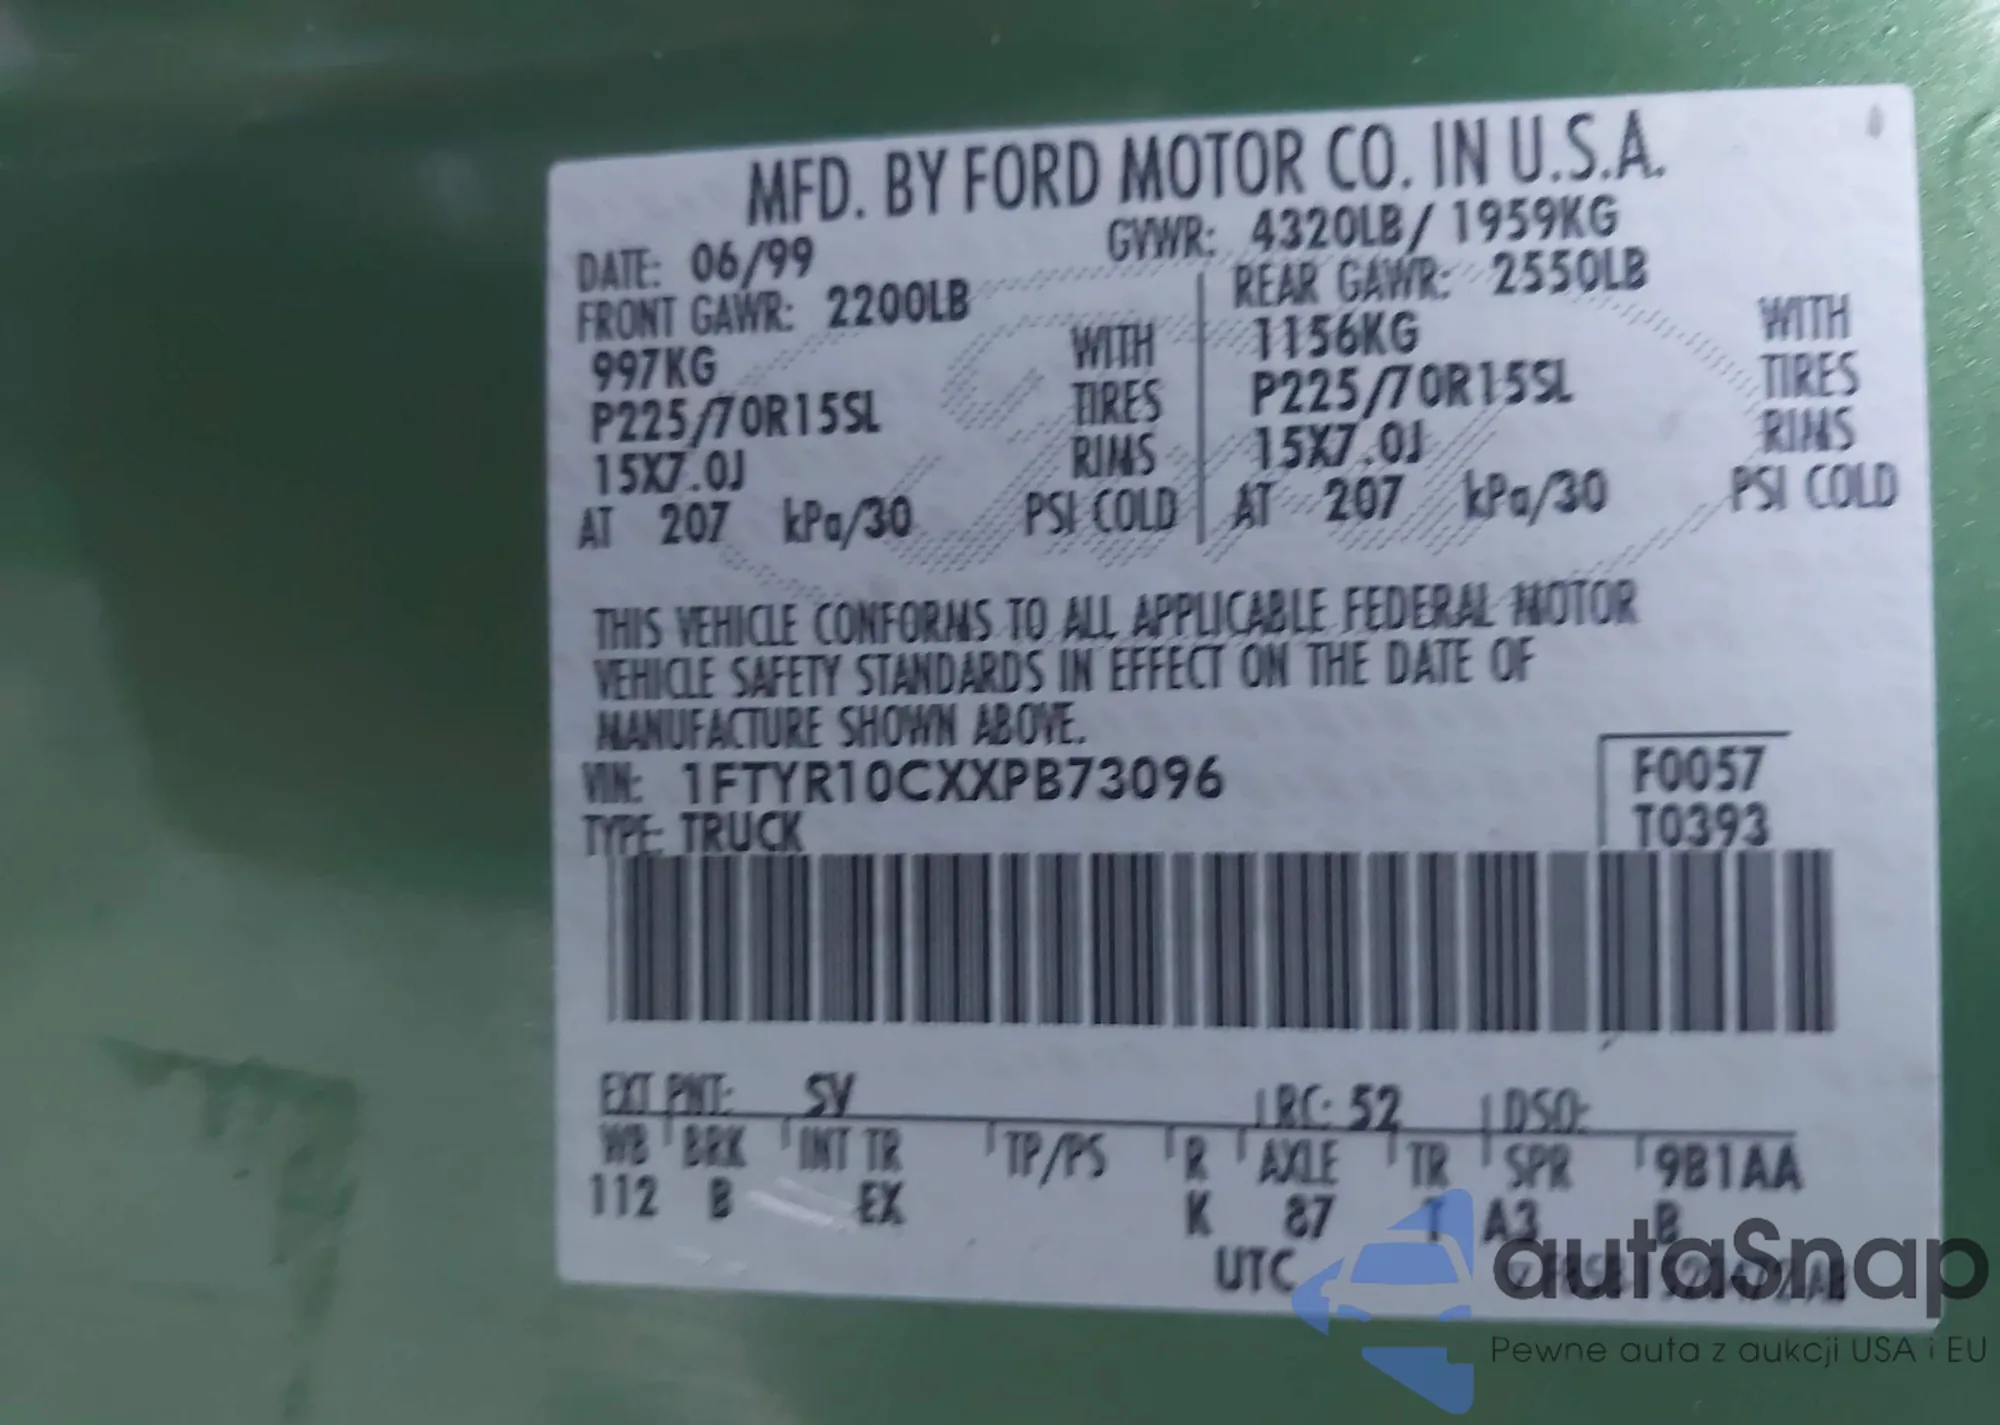 MFD. BY FORD MOTOR CO. IN U.S.A.
DATE: 06/99 GVWR: 4320LB/ 1959KG
FRONT GAWR: 2200LB REAR GAWR: 2550LB
997KG WITH 1156KG WITH
P225/70R15SL TIRES P225/70R15SL TIRES
15X7.0J RIMS 15X7.0J RIMS
AT 207 kPa/30 PSI COLD AT 207 kPa/30 PSI COLD
THIS VEHICLE CONFORMS TO ALL APPLICABLE FEDERAL MOTOR
VEHICLE SAFETY STANDARDS IN EFFECT ON THE DATE OF
MANUFACTURE SHOWN ABOVE.
VIN: 1FTYR10CXXPB73096 F0057
TYPE: TRUCK T0393
EXT PNT: SV RC: 52 DSO:
WB BRK INT TR TP/PS R AXLE TR SPR 9B1AA
112 B EX K 87 T A3 B
UTC
autaSnap
Pewne auta z aukcji USA i EU